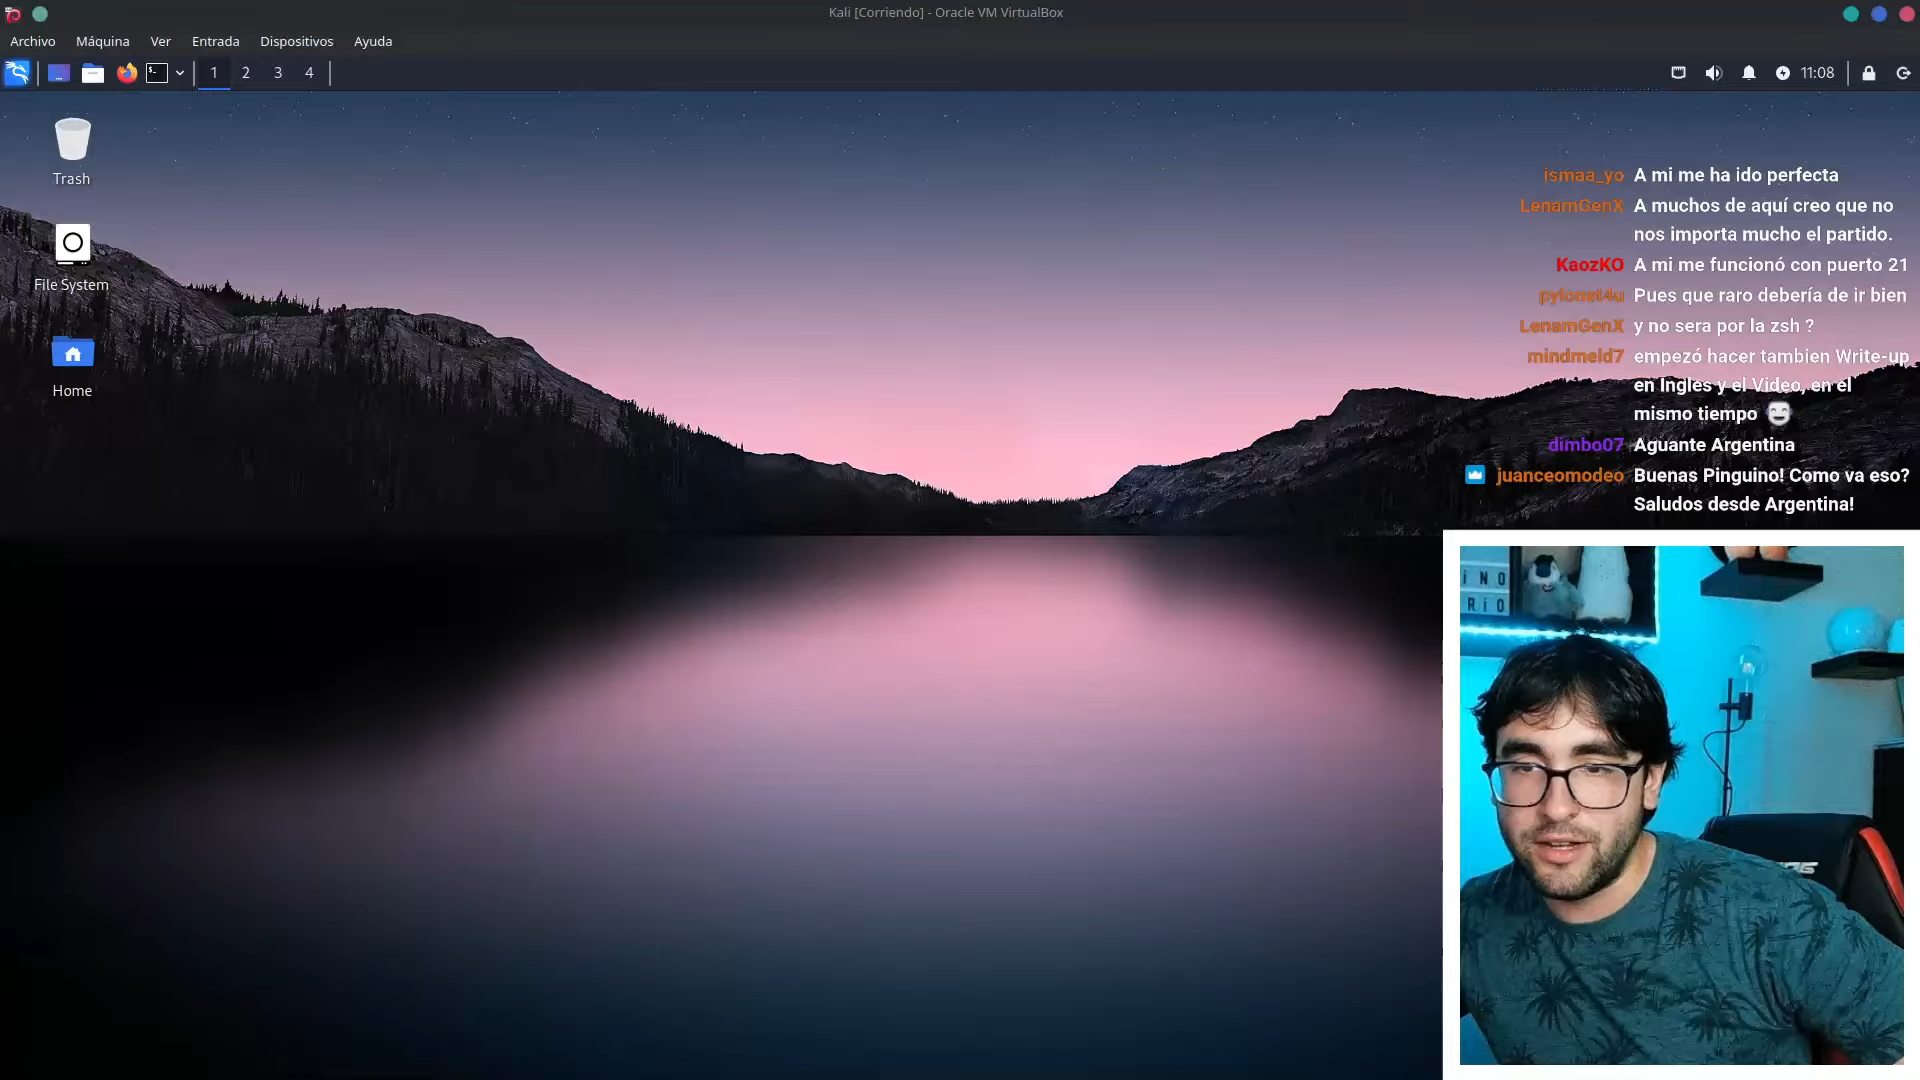 Kali [Corriendo] - Oracle VM VirtualBox
Archivo Máquina Ver Entrada Dispositivos Ayuda
1 2 3 4 11:08
Trash
File System
Home
ismaa_yo A mi me ha ido perfecta
LenamGenX A muchos de aquí creo que no
nos importa mucho el partido.
KaozKO A mi me funcionó con puerto 21
pylonet4u Pues que raro debería de ir bien
LenamGenX y no sera por la zsh ?
mindmeld7 empezó hacer tambien Write-up
en Ingles y el Video, en el
mismo tiempo
dimbo07 Aguante Argentina
juanceomodeo Buenas Pinguino! Como va eso?
Saludos desde Argentina!
INO
RIO